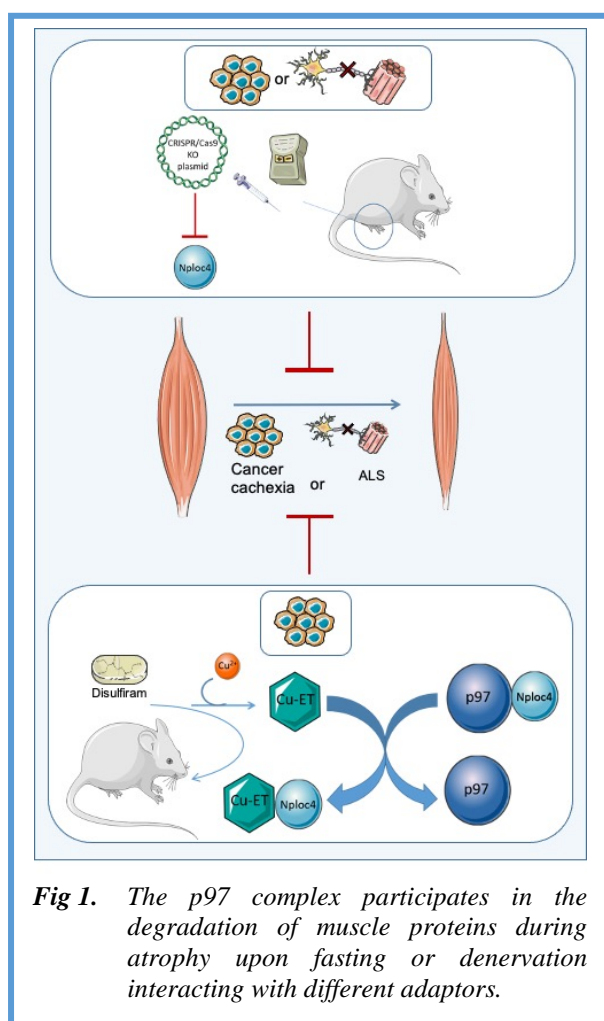 or
CRISPR/Cas9
KO
plasmid
Nploc4
Cancer
cachexia or ALS
Disulfiram
Cu²⁺
Cu-ET
p97 Nploc4
Cu-ET Nploc4
p97
Fig 1. The p97 complex participates in the
degradation of muscle proteins during
atrophy upon fasting or denervation
interacting with different adaptors.